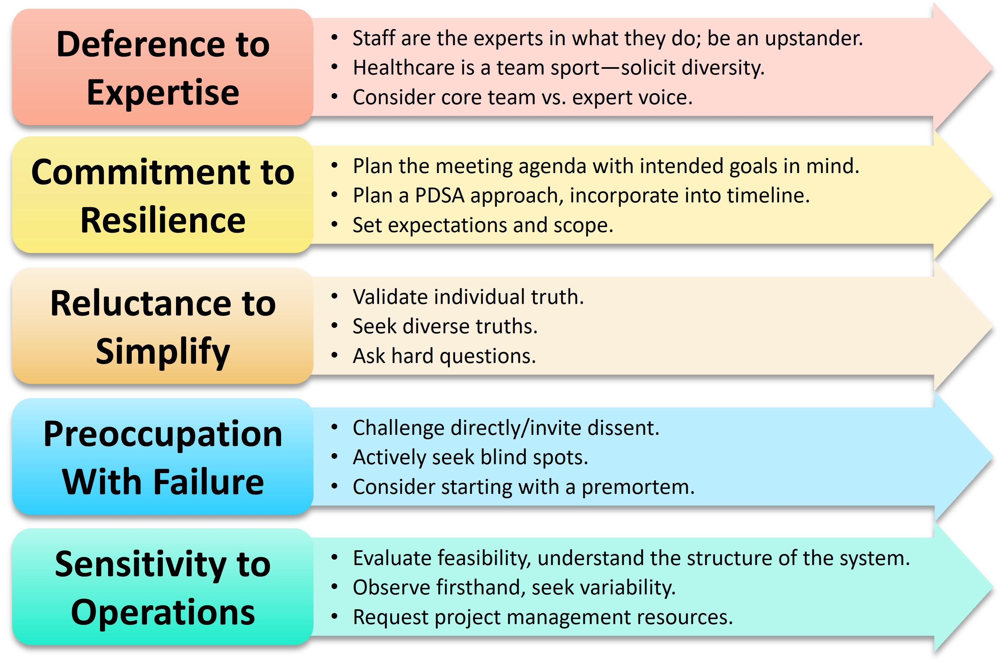 Deference to
Expertise
• Staff are the experts in what they do; be an upstander.
• Healthcare is a team sport—solicit diversity.
• Consider core team vs. expert voice.
Commitment to
Resilience
• Plan the meeting agenda with intended goals in mind.
• Plan a PDSA approach, incorporate into timeline.
• Set expectations and scope.
Reluctance to
Simplify
• Validate individual truth.
• Seek diverse truths.
• Ask hard questions.
Preoccupation
With Failure
• Challenge directly/invite dissent.
• Actively seek blind spots.
• Consider starting with a premortem.
Sensitivity to
Operations
• Evaluate feasibility, understand the structure of the system.
• Observe firsthand, seek variability.
• Request project management resources.